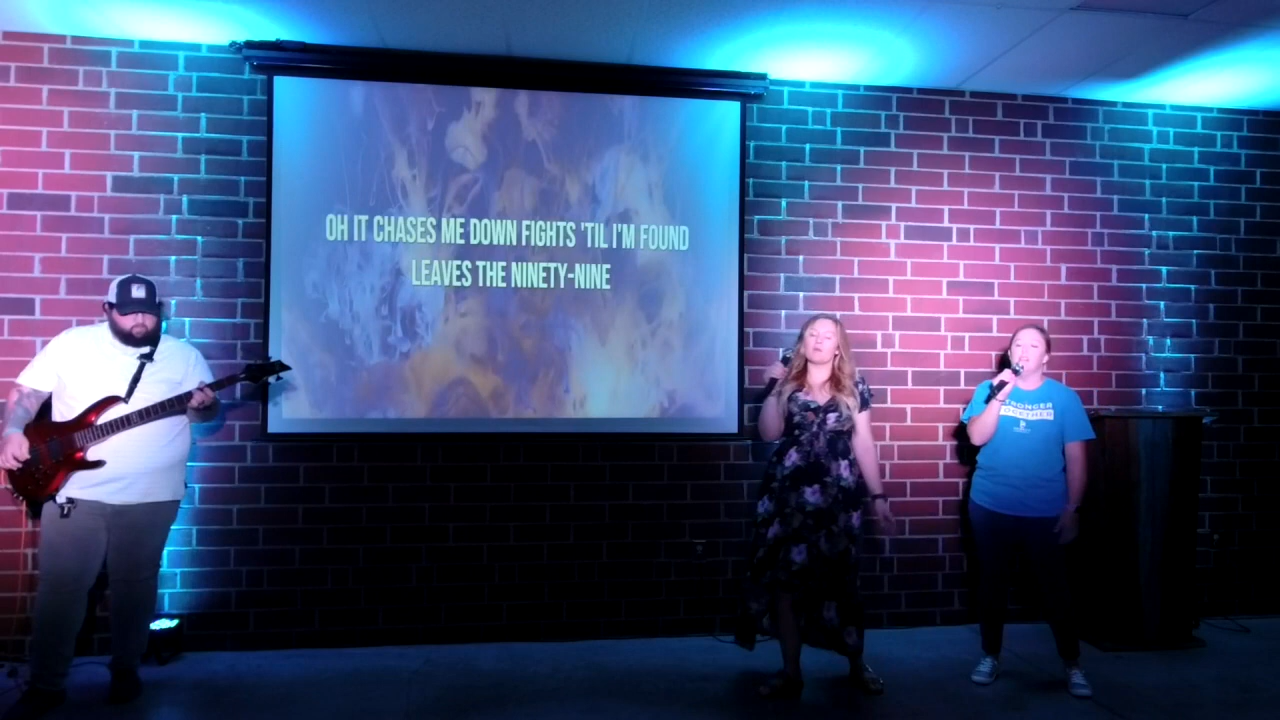 OH IT CHASES ME DOWN FIGHTS 'TIL I'M FOUND
LEAVES THE NINETY-NINE
STRONGER
TOGETHER